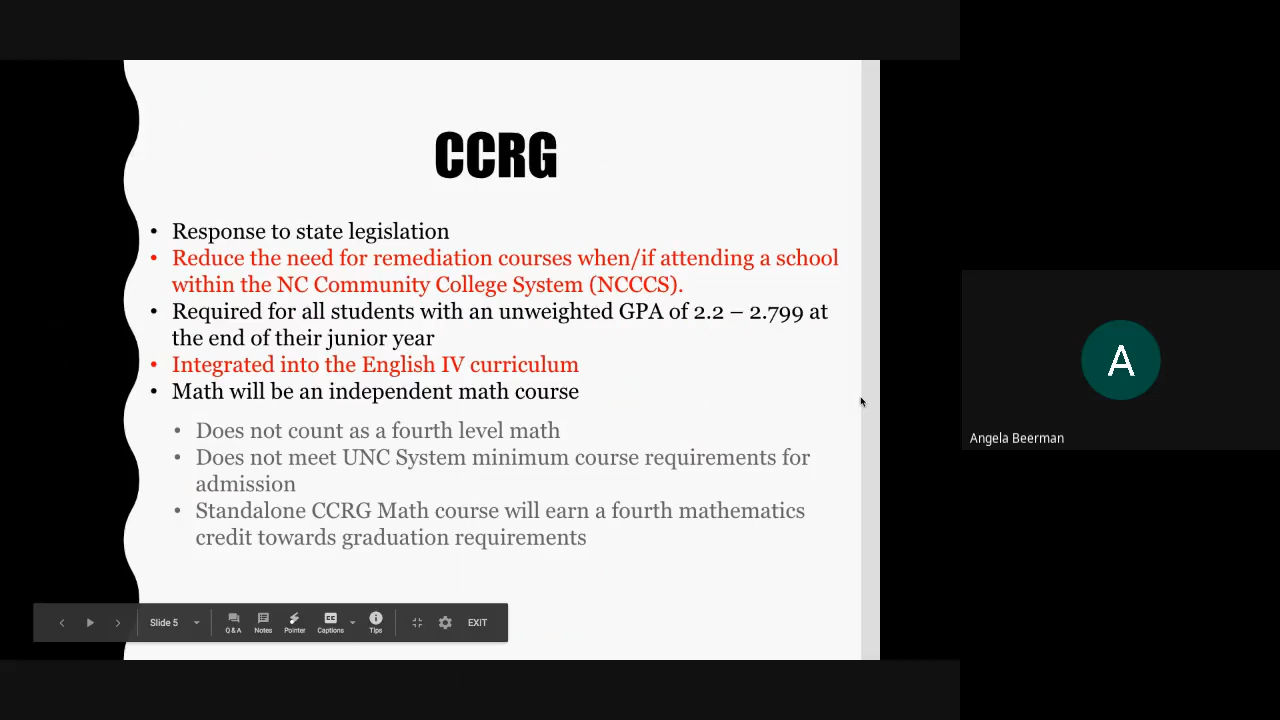 CCRG
• Response to state legislation
• Reduce the need for remediation courses when/if attending a school
within the NC Community College System (NCCCS).
• Required for all students with an unweighted GPA of 2.2 – 2.799 at
the end of their junior year
• Integrated into the English IV curriculum
• Math will be an independent math course
• Does not count as a fourth level math
• Does not meet UNC System minimum course requirements for
admission
• Standalone CCRG Math course will earn a fourth mathematics
credit towards graduation requirements
Slide 5
Q & A
Notes
Pointer
CC
Captions
Tips
EXIT
A
Angela Beerman